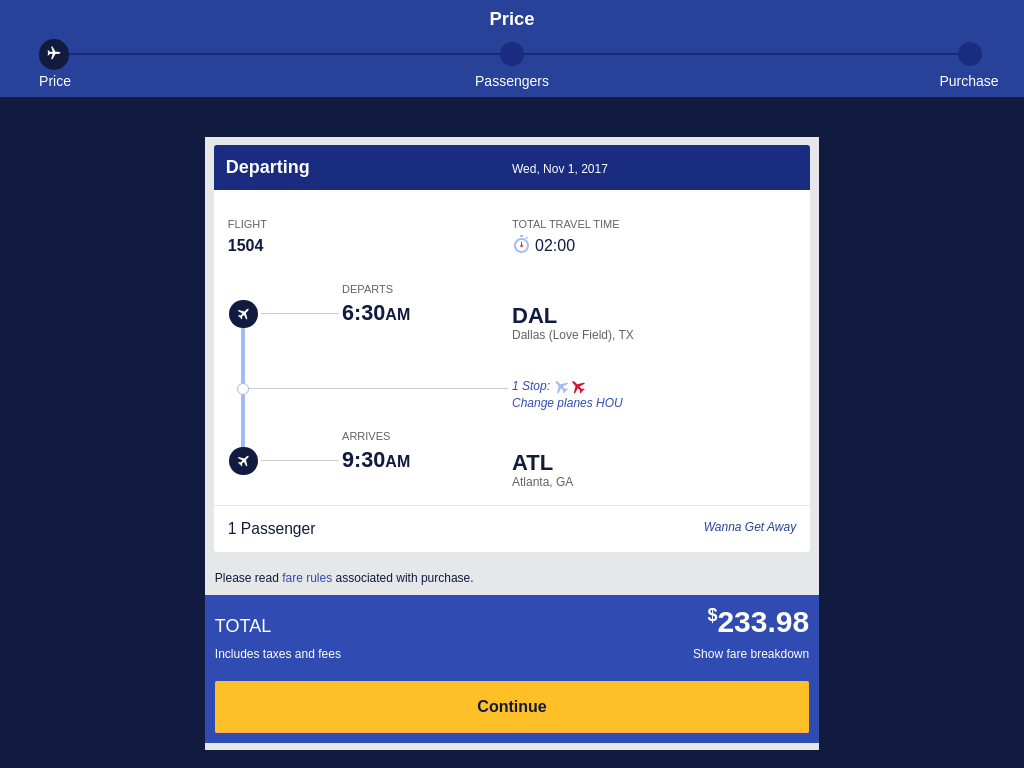 Price
Price
Passengers
Purchase
Departing
Wed, Nov 1, 2017
FLIGHT
TOTAL TRAVEL TIME
1504
02:00
DEPARTS
6:30AM
DAL
Dallas (Love Field), TX
1 Stop:
Change planes HOU
ARRIVES
9:30AM
ATL
Atlanta, GA
1 Passenger
Wanna Get Away
Please read fare rules associated with purchase.
TOTAL
$233.98
Includes taxes and fees
Show fare breakdown
Continue